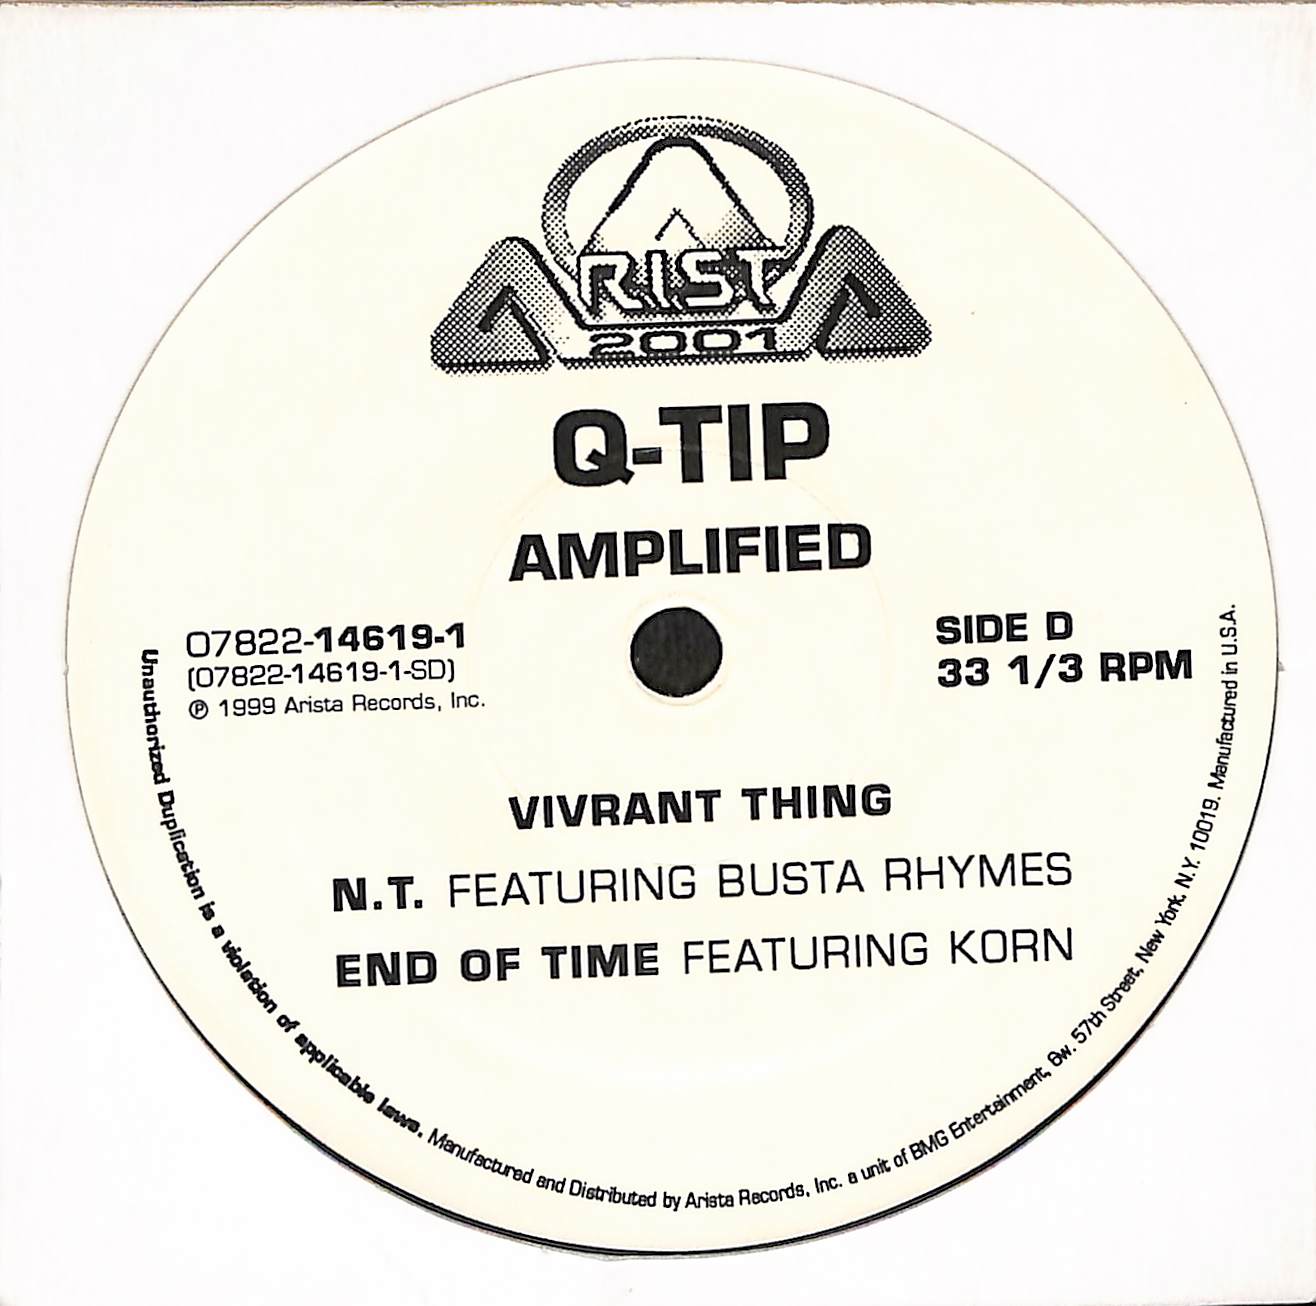 ARISTA
2001
Q-TIP
AMPLIFIED
07822-14619-1
(07822-14619-1-SD)
℗ 1999 Arista Records, Inc.
SIDE D
33 1/3 RPM
VIVRANT THING
N.T. FEATURING BUSTA RHYMES
END OF TIME FEATURING KORN
Unauthorized Duplication is a violation of applicable laws. Manufactured and Distributed by Arista Records, Inc. a unit of BMG Entertainment, 6w. 57th Street, New York, N.Y. 10019. Manufactured in U.S.A.